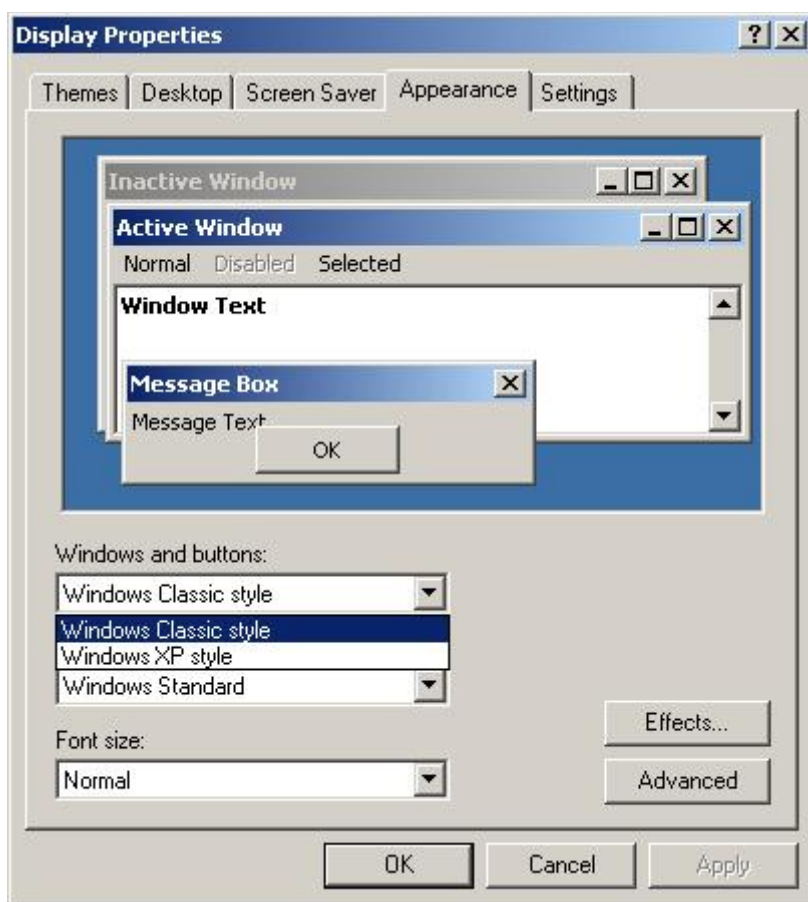 Display Properties
Themes Desktop Screen Saver Appearance Settings
Inactive Window
Active Window
Normal Disabled Selected
Window Text
Message Box
Message Text
OK
Windows and buttons:
Windows Classic style
Windows Classic style
Windows XP style
Windows Standard
Effects...
Font size:
Normal
Advanced
OK Cancel Apply